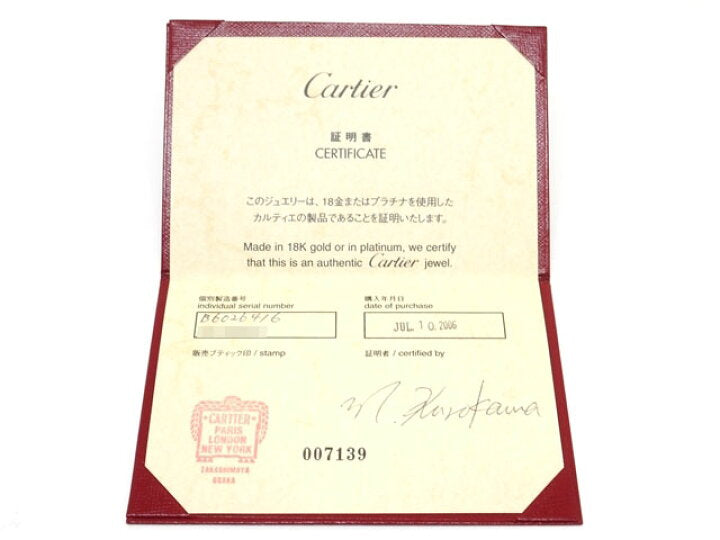 Cartier
証明書
CERTIFICATE
このジュエリーは、18金またはプラチナを使用した
カルティエの製品であることを証明いたします。
Made in 18K gold or in platinum, we certify
that this is an authentic Cartier jewel.
個別製造番号
individual serial number
B6026416
購入年月日
date of purchase
JUL. 10. 2006
販売ブティック印 / stamp
証明者 / certified by
M. Kurokawa
CARTIER
PARIS
LONDON
NEW YORK
TAKASHIMAYA
OSAKA
007139